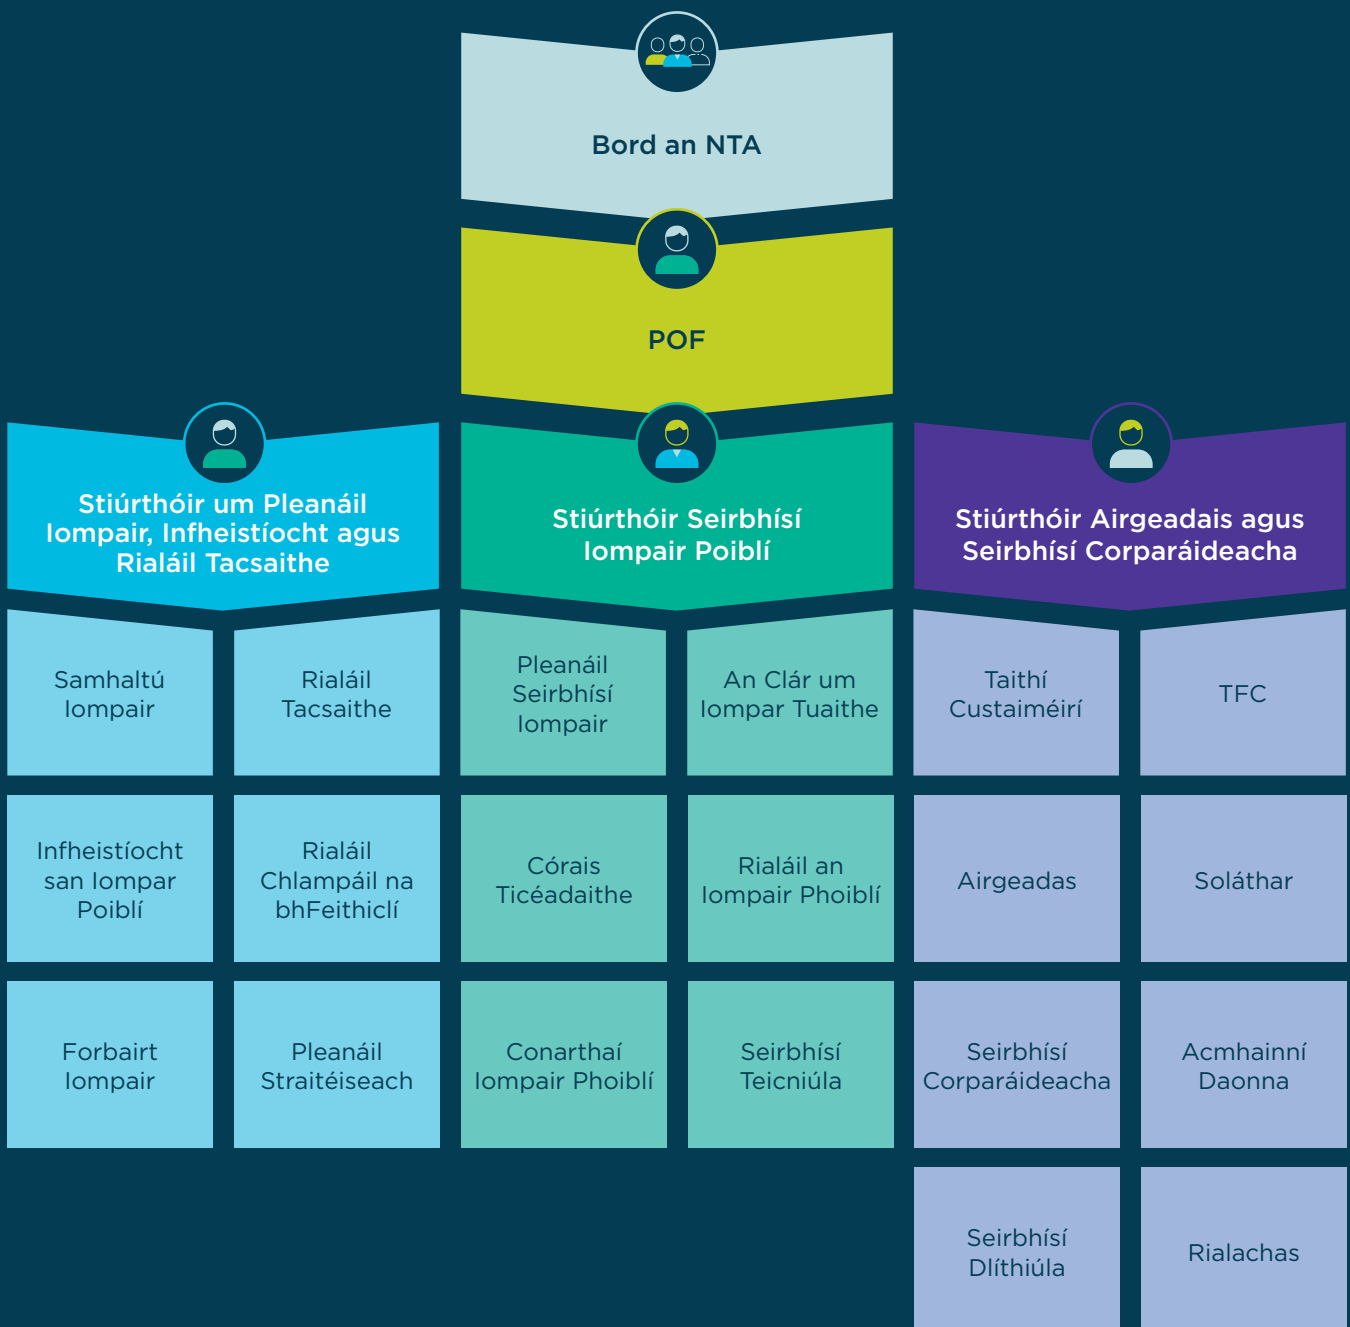 Bord an NTA
POF
Stiúrthóir um Pleanáil
Iompair, Infheistíocht agus
Rialáil Tacsaithe
Samhaltú
Iompair
Rialáil
Tacsaithe
Infheistíocht
san Iompar
Poiblí
Rialáil
Chlampáil na
bhFeithiclí
Forbairt
Iompair
Pleanáil
Straitéiseach
Stiúrthóir Seirbhísí
Iompair Poiblí
Pleanáil
Seirbhísí
Iompair
An Clár um
Iompar Tuaithe
Córais
Ticéadaithe
Rialáil an
Iompair Phoiblí
Conarthaí
Iompair Phoiblí
Seirbhísí
Teicniúla
Stiúrthóir Airgeadais agus
Seirbhísí Corparáideacha
Taithí
Custaiméirí
TFC
Airgeadas
Soláthar
Seirbhísí
Corparáideacha
Acmhainní
Daonna
Seirbhísí
Dlíthiúla
Rialachas